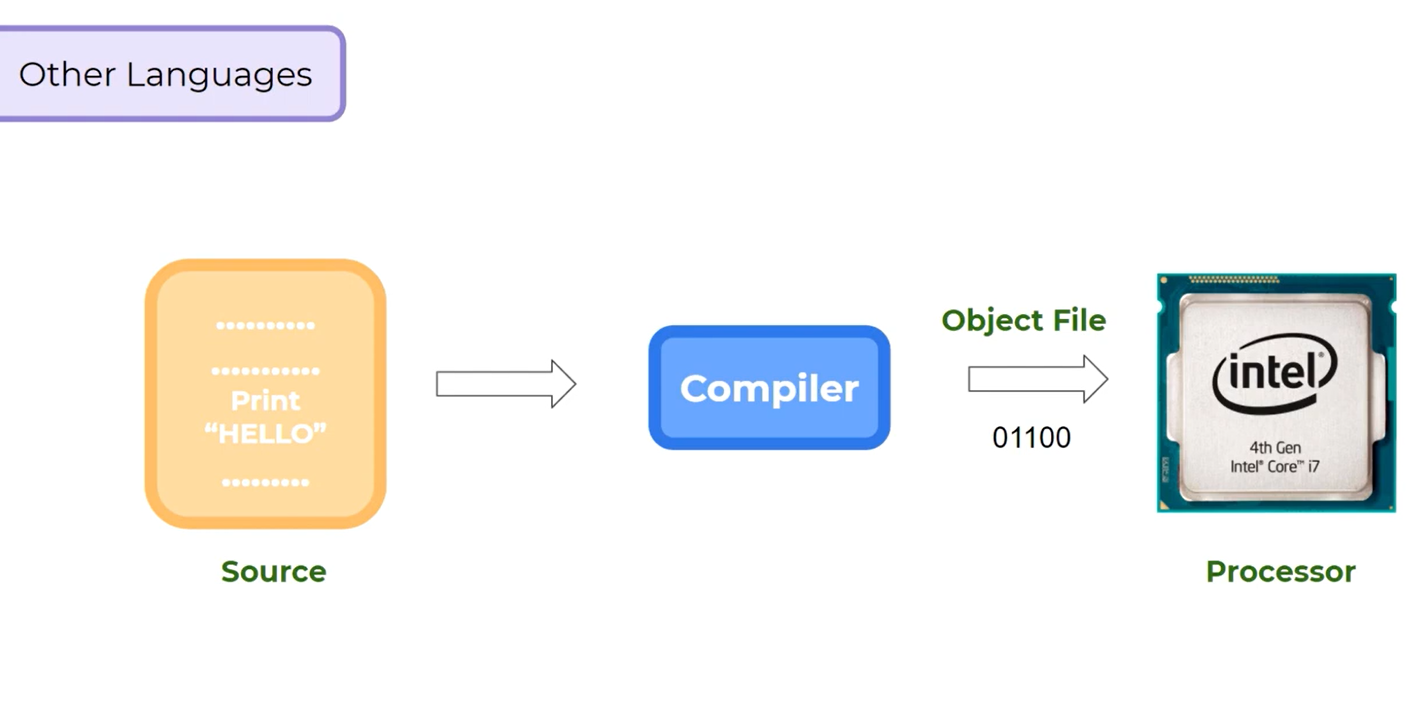 Other Languages
Print
“HELLO”
Source
Compiler
Object File
01100
intel®
4th Gen
Intel® Core™ i7
Processor